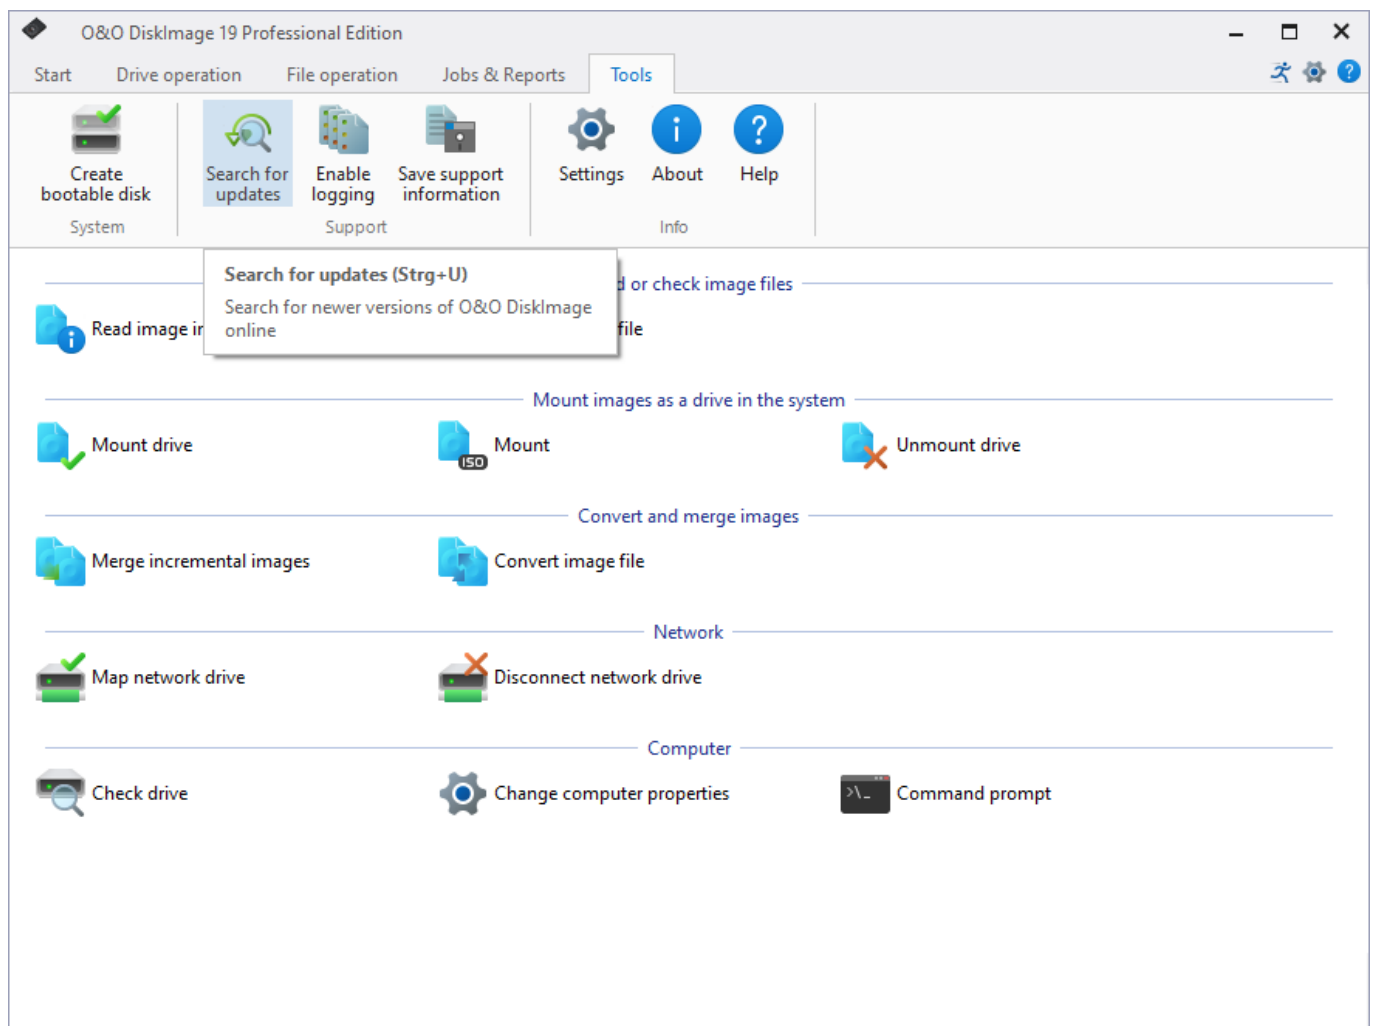 O&O DiskImage 19 Professional Edition
Start Drive operation File operation Jobs & Reports Tools
Create bootable disk
Search for updates
Enable logging
Save support information
Settings
About
Help
System
Support
Info
Search for updates (Strg+U)
Search for newer versions of O&O DiskImage
online
or check image files
Read image
file
Mount images as a drive in the system
Mount drive
ISO
Mount
Unmount drive
Convert and merge images
Merge incremental images
Convert image file
Network
Map network drive
Disconnect network drive
Computer
Check drive
Change computer properties
>\_
Command prompt